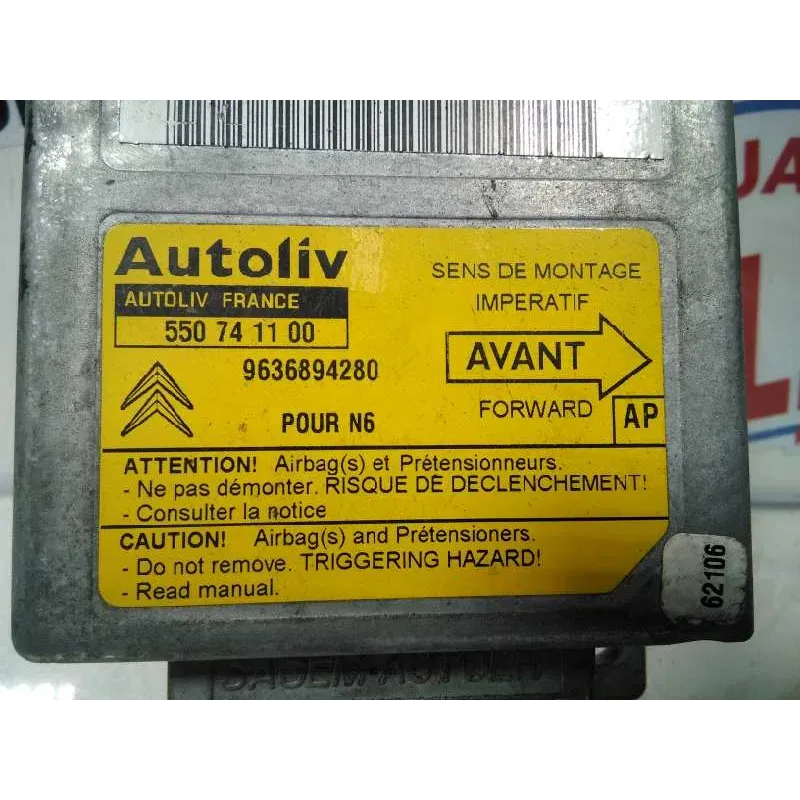 Autoliv
AUTOLIV FRANCE
550 74 11 00
9636894280
POUR N6
SENS DE MONTAGE
IMPERATIF
AVANT
FORWARD
AP
ATTENTION! Airbag(s) et Prétensionneurs.
- Ne pas démonter. RISQUE DE DECLENCHEMENT!
- Consulter la notice
CAUTION! Airbag(s) and Prétensioners.
- Do not remove. TRIGGERING HAZARD!
- Read manual.
62106
SAGEM-AUTOLIV